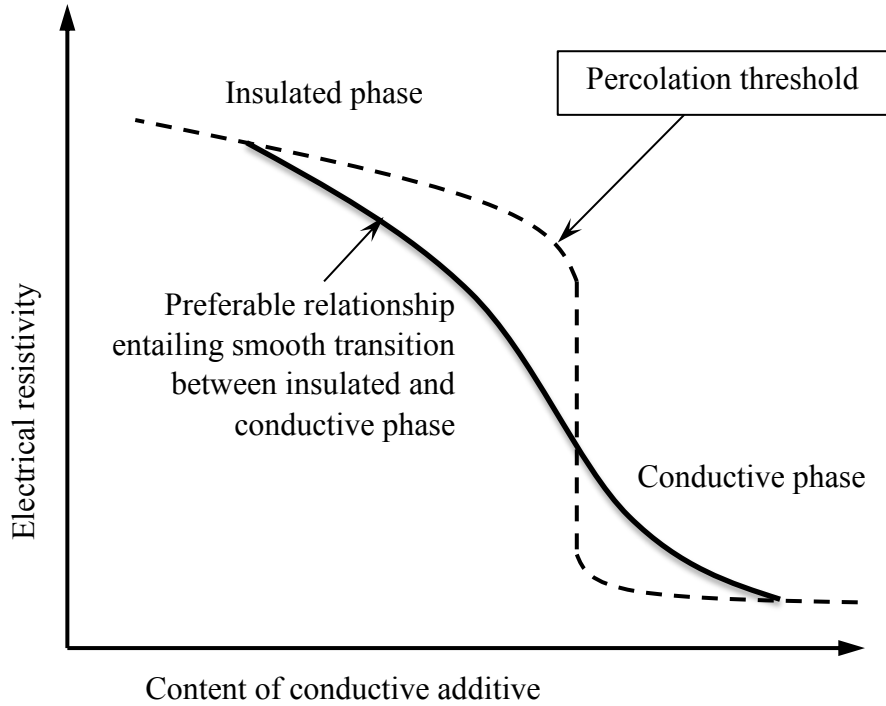 Percolation threshold
Insulated phase
Preferable relationship
entailing smooth transition
between insulated and
conductive phase
Conductive phase
Electrical resistivity
Content of conductive additive